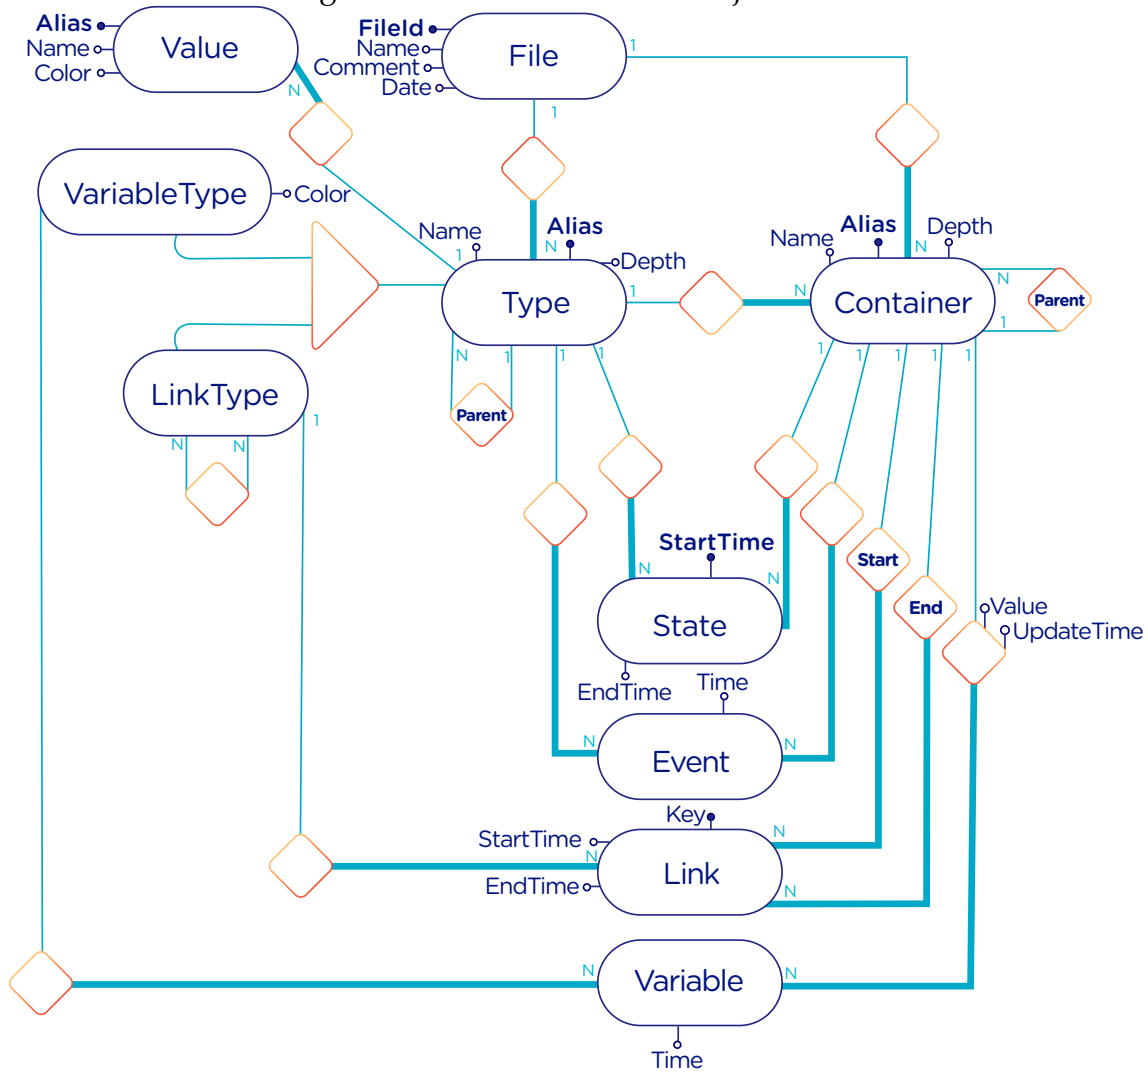 g
j
Alias
Name
Color
Value
N
FileId
Name
Comment
Date
File
1
1
VariableType
Color
Name
1
Alias
N
Depth
Type
1
Name
Alias
Depth
N
N
Container
N
Parent
1
LinkType
1
N
N
N
1
1
1
Parent
1
1
1
1
1
StartTime
N
N
State
EndTime
Start
End
Value
UpdateTime
Time
N
N
Event
Key
StartTime
N
N
EndTime
Link
N
N
N
Variable
Time